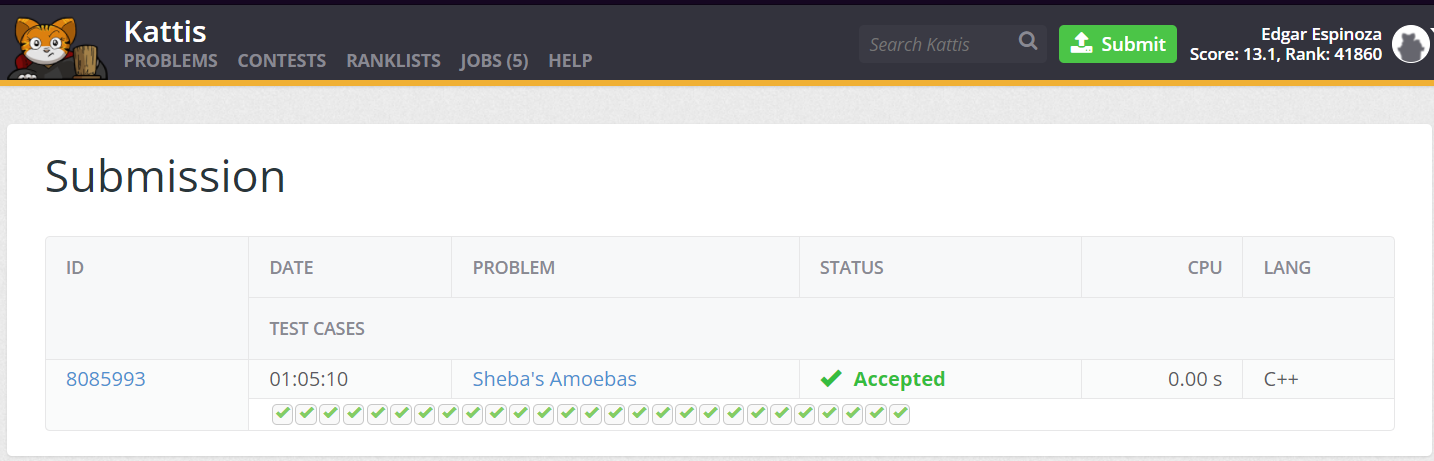 Kattis
PROBLEMS CONTESTS RANKLISTS JOBS (5) HELP
Search Kattis
Submit
Edgar Espinoza
Score: 13.1, Rank: 41860
Submission
ID DATE PROBLEM STATUS CPU LANG
TEST CASES
8085993 01:05:10 Sheba's Amoebas Accepted 0.00 s C++